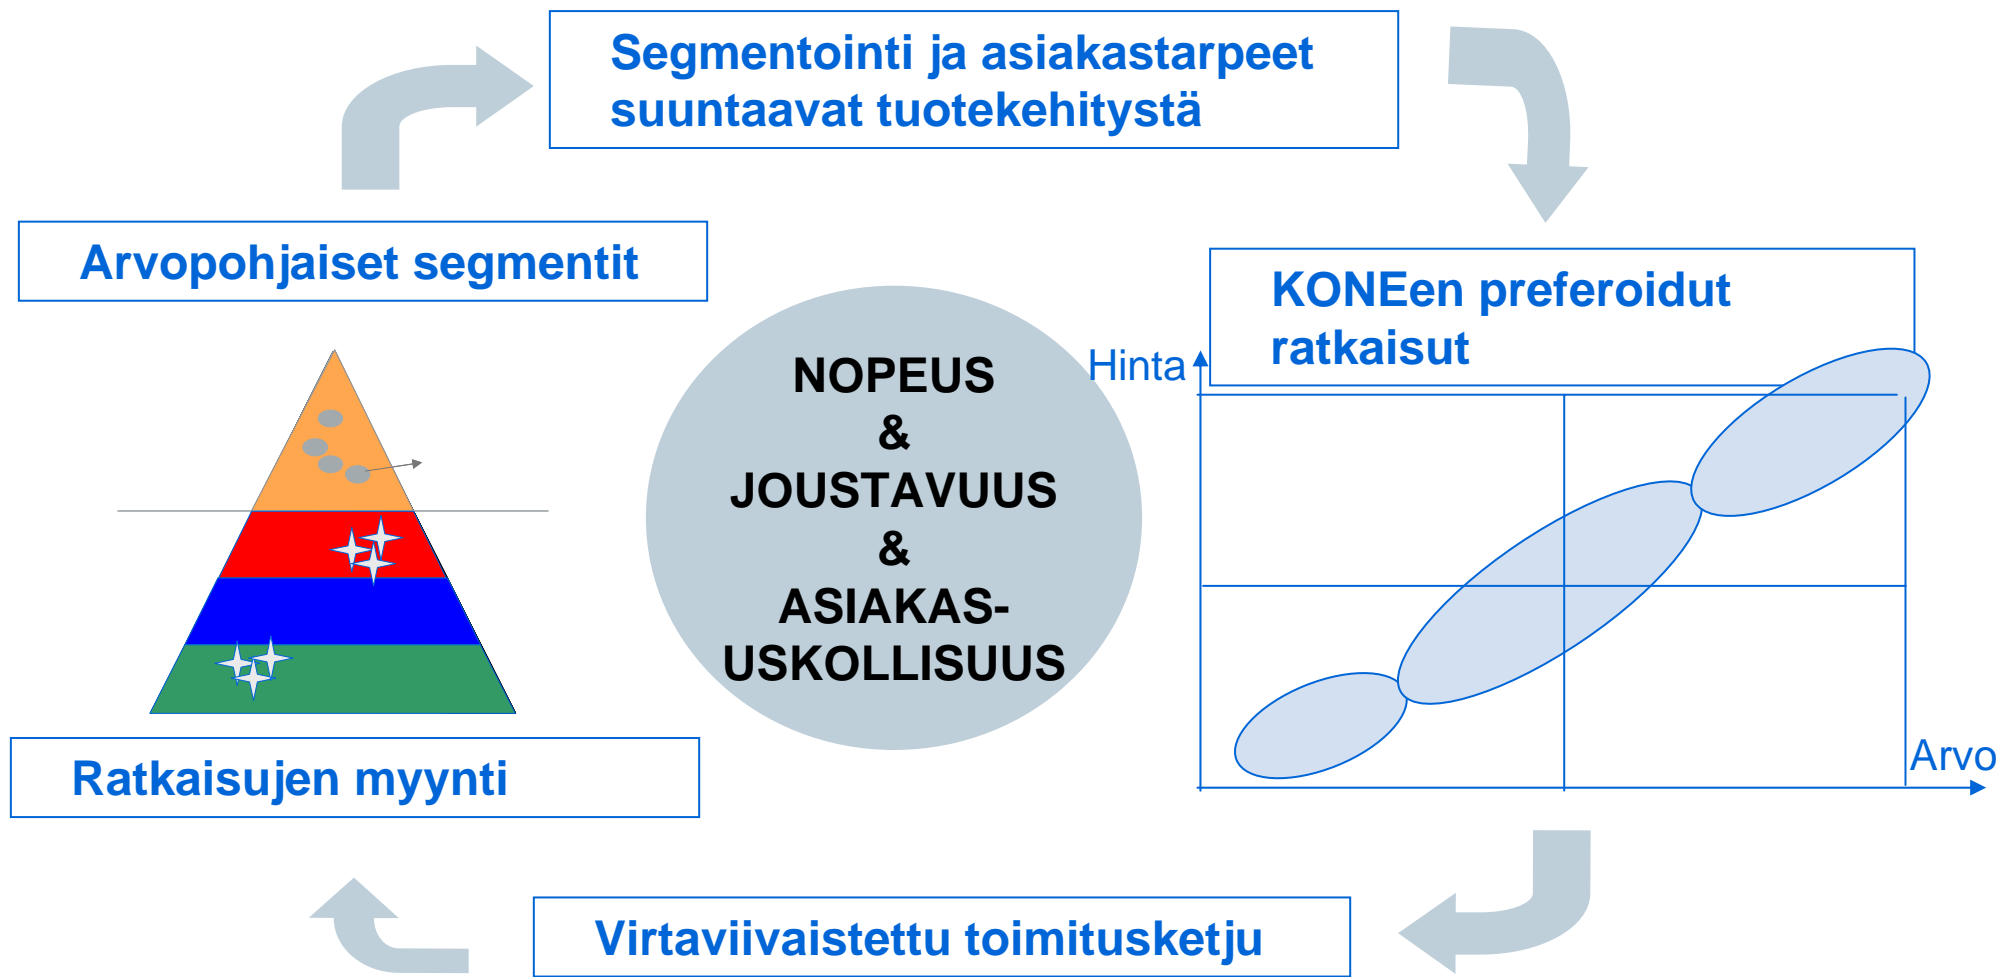 Segmentointi ja asiakastarpeet
suuntaavat tuotekehitystä
Arvopohjaiset segmentit
KONEen preferoidut
ratkaisut
Hinta
NOPEUS
&
JOUSTAVUUS
&
ASIAKAS-
USKOLLISUUS
Arvo
Ratkaisujen myynti
Virtaviivaistettu toimitusketju